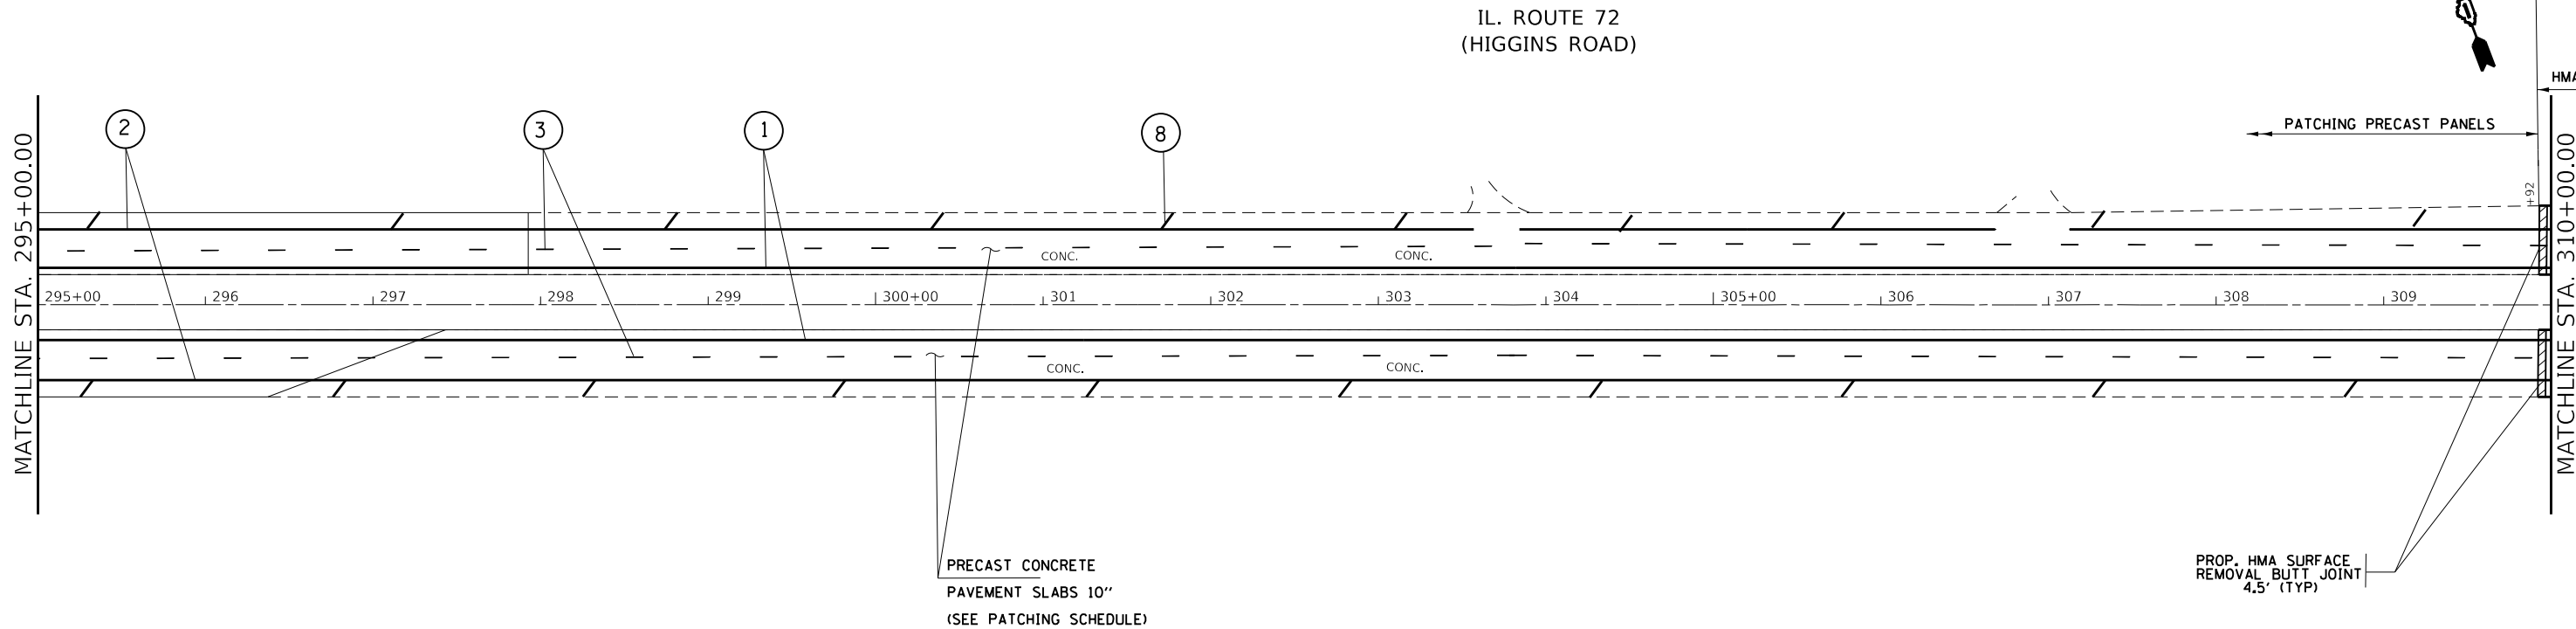 IL. ROUTE 72
(HIGGINS ROAD)
HMA
PATCHING PRECAST PANELS
2
3
1
8
MATCHLINE STA. 295+00.00
MATCHLINE STA. 310+00.00
+92
CONC.
CONC.
295+00 296 297 298 299 300+00 301 302 303 304 305+00 306 307 308 309
CONC.
CONC.
PRECAST CONCRETE
PAVEMENT SLABS 10"
(SEE PATCHING SCHEDULE)
PROP. HMA SURFACE
REMOVAL BUTT JOINT
4.5' (TYP)